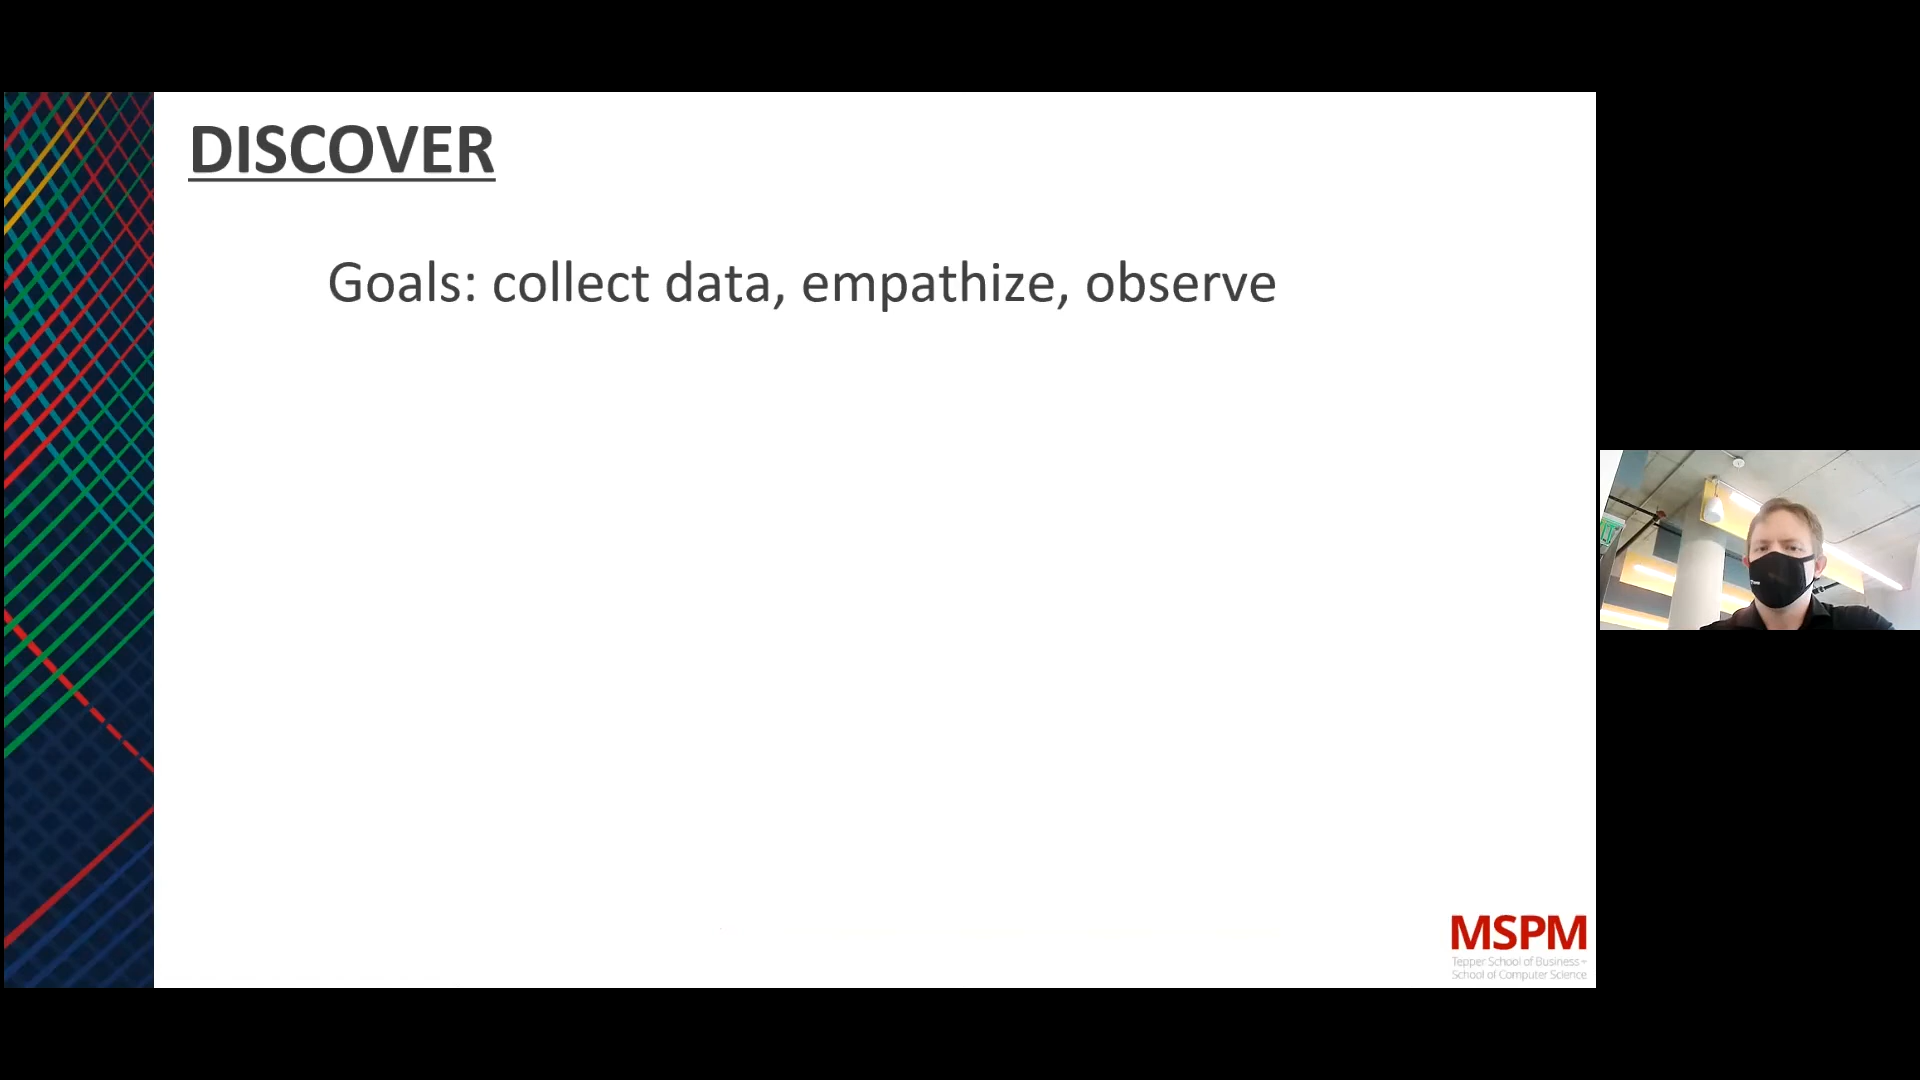 DISCOVER
Goals: collect data, empathize, observe
MSPM
Tepper School of Business ~
School of Computer Science